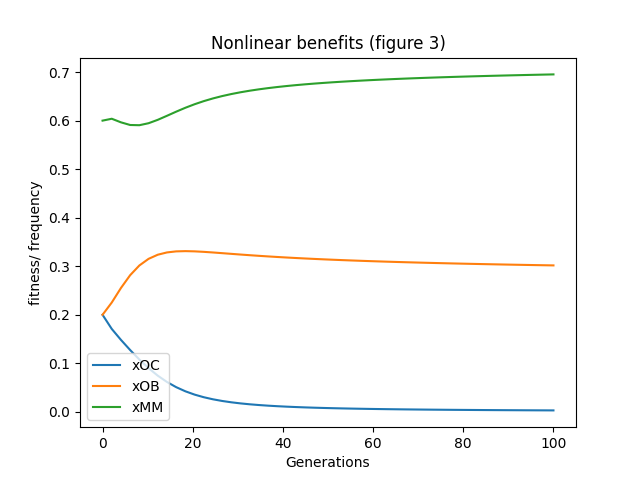 Nonlinear benefits (figure 3)
fitness/ frequency
0.7
0.6
0.5
0.4
0.3
0.2
0.1
0.0
xOC
xOB
xMM
0 20 40 60 80 100
Generations